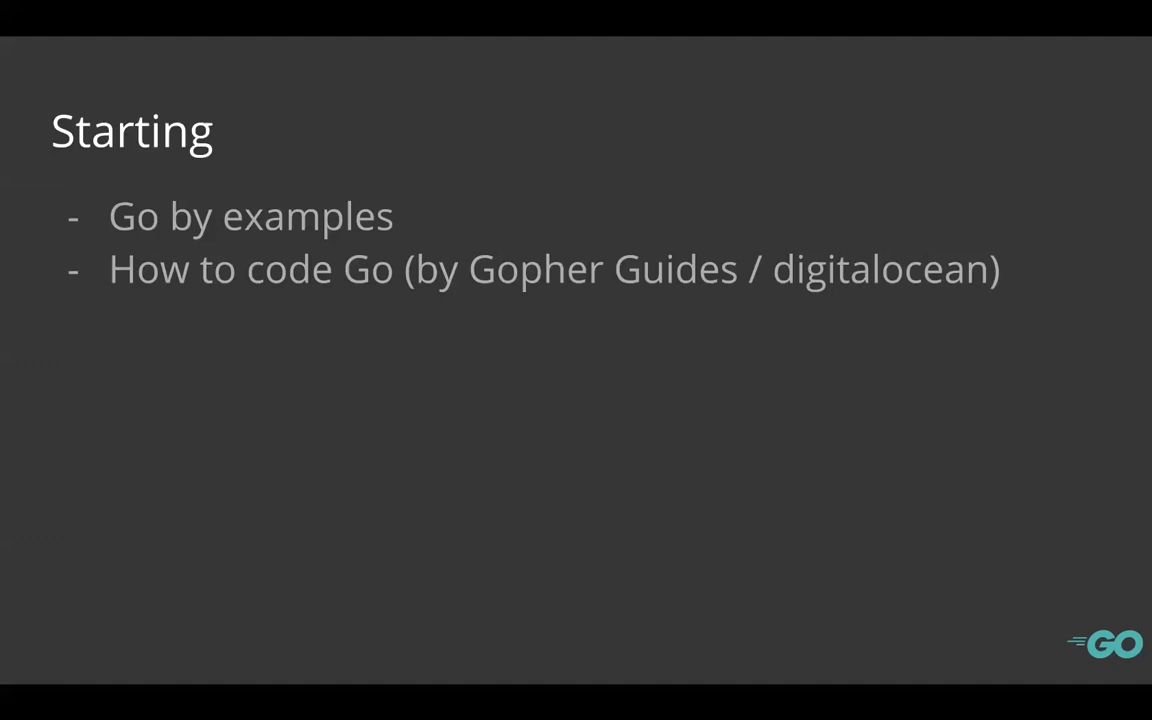 Starting
- Go by examples
- How to code Go (by Gopher Guides / digitalocean)
GO